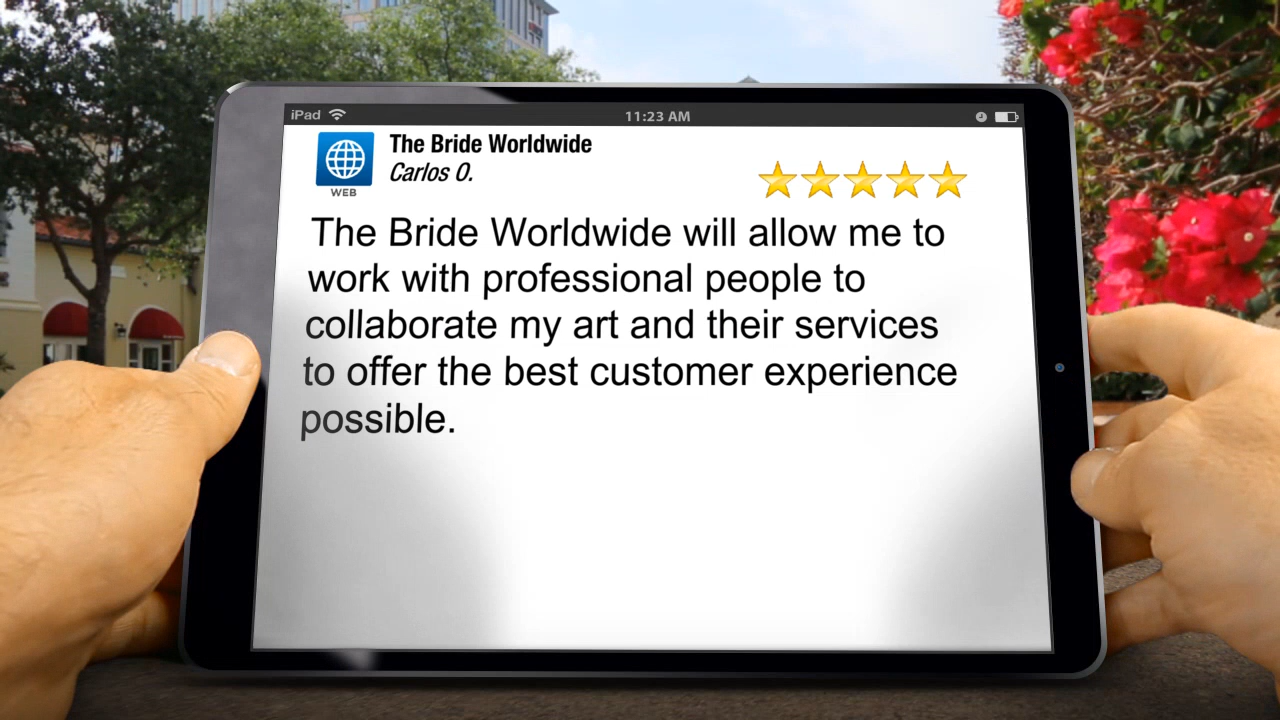 iPad 11:23 AM
The Bride Worldwide
Carlos O.
WEB
The Bride Worldwide will allow me to
work with professional people to
collaborate my art and their services
to offer the best customer experience
possible.